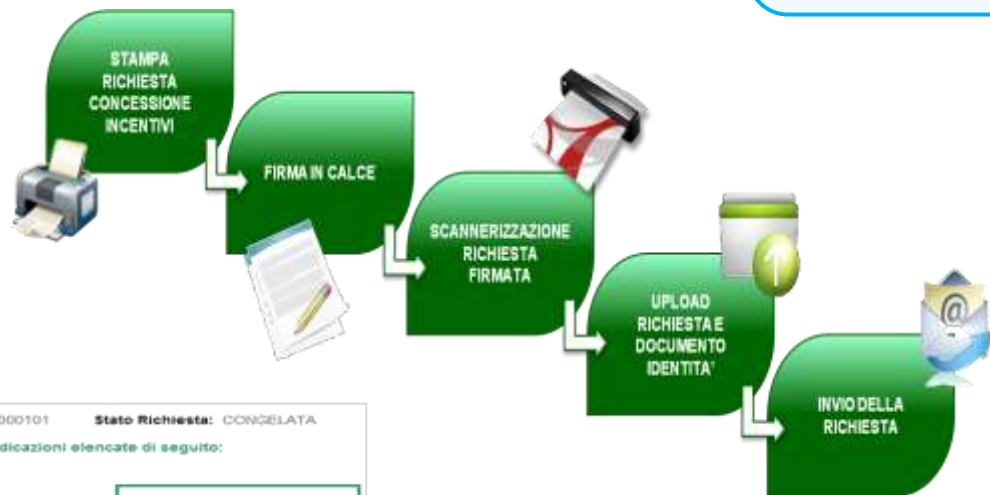 STAMPA
RICHIESTA
CONCESSIONE
INCENTIVI
FIRMA IN CALCE
SCANNERIZZAZIONE
RICHIESTA
FIRMATA
UPLOAD
RICHIESTA E
DOCUMENTO
IDENTITA'
@
INVIO DELLA
RICHIESTA
000101 Stato Richiesta: CONGELATA
dicazioni elencate di seguito: